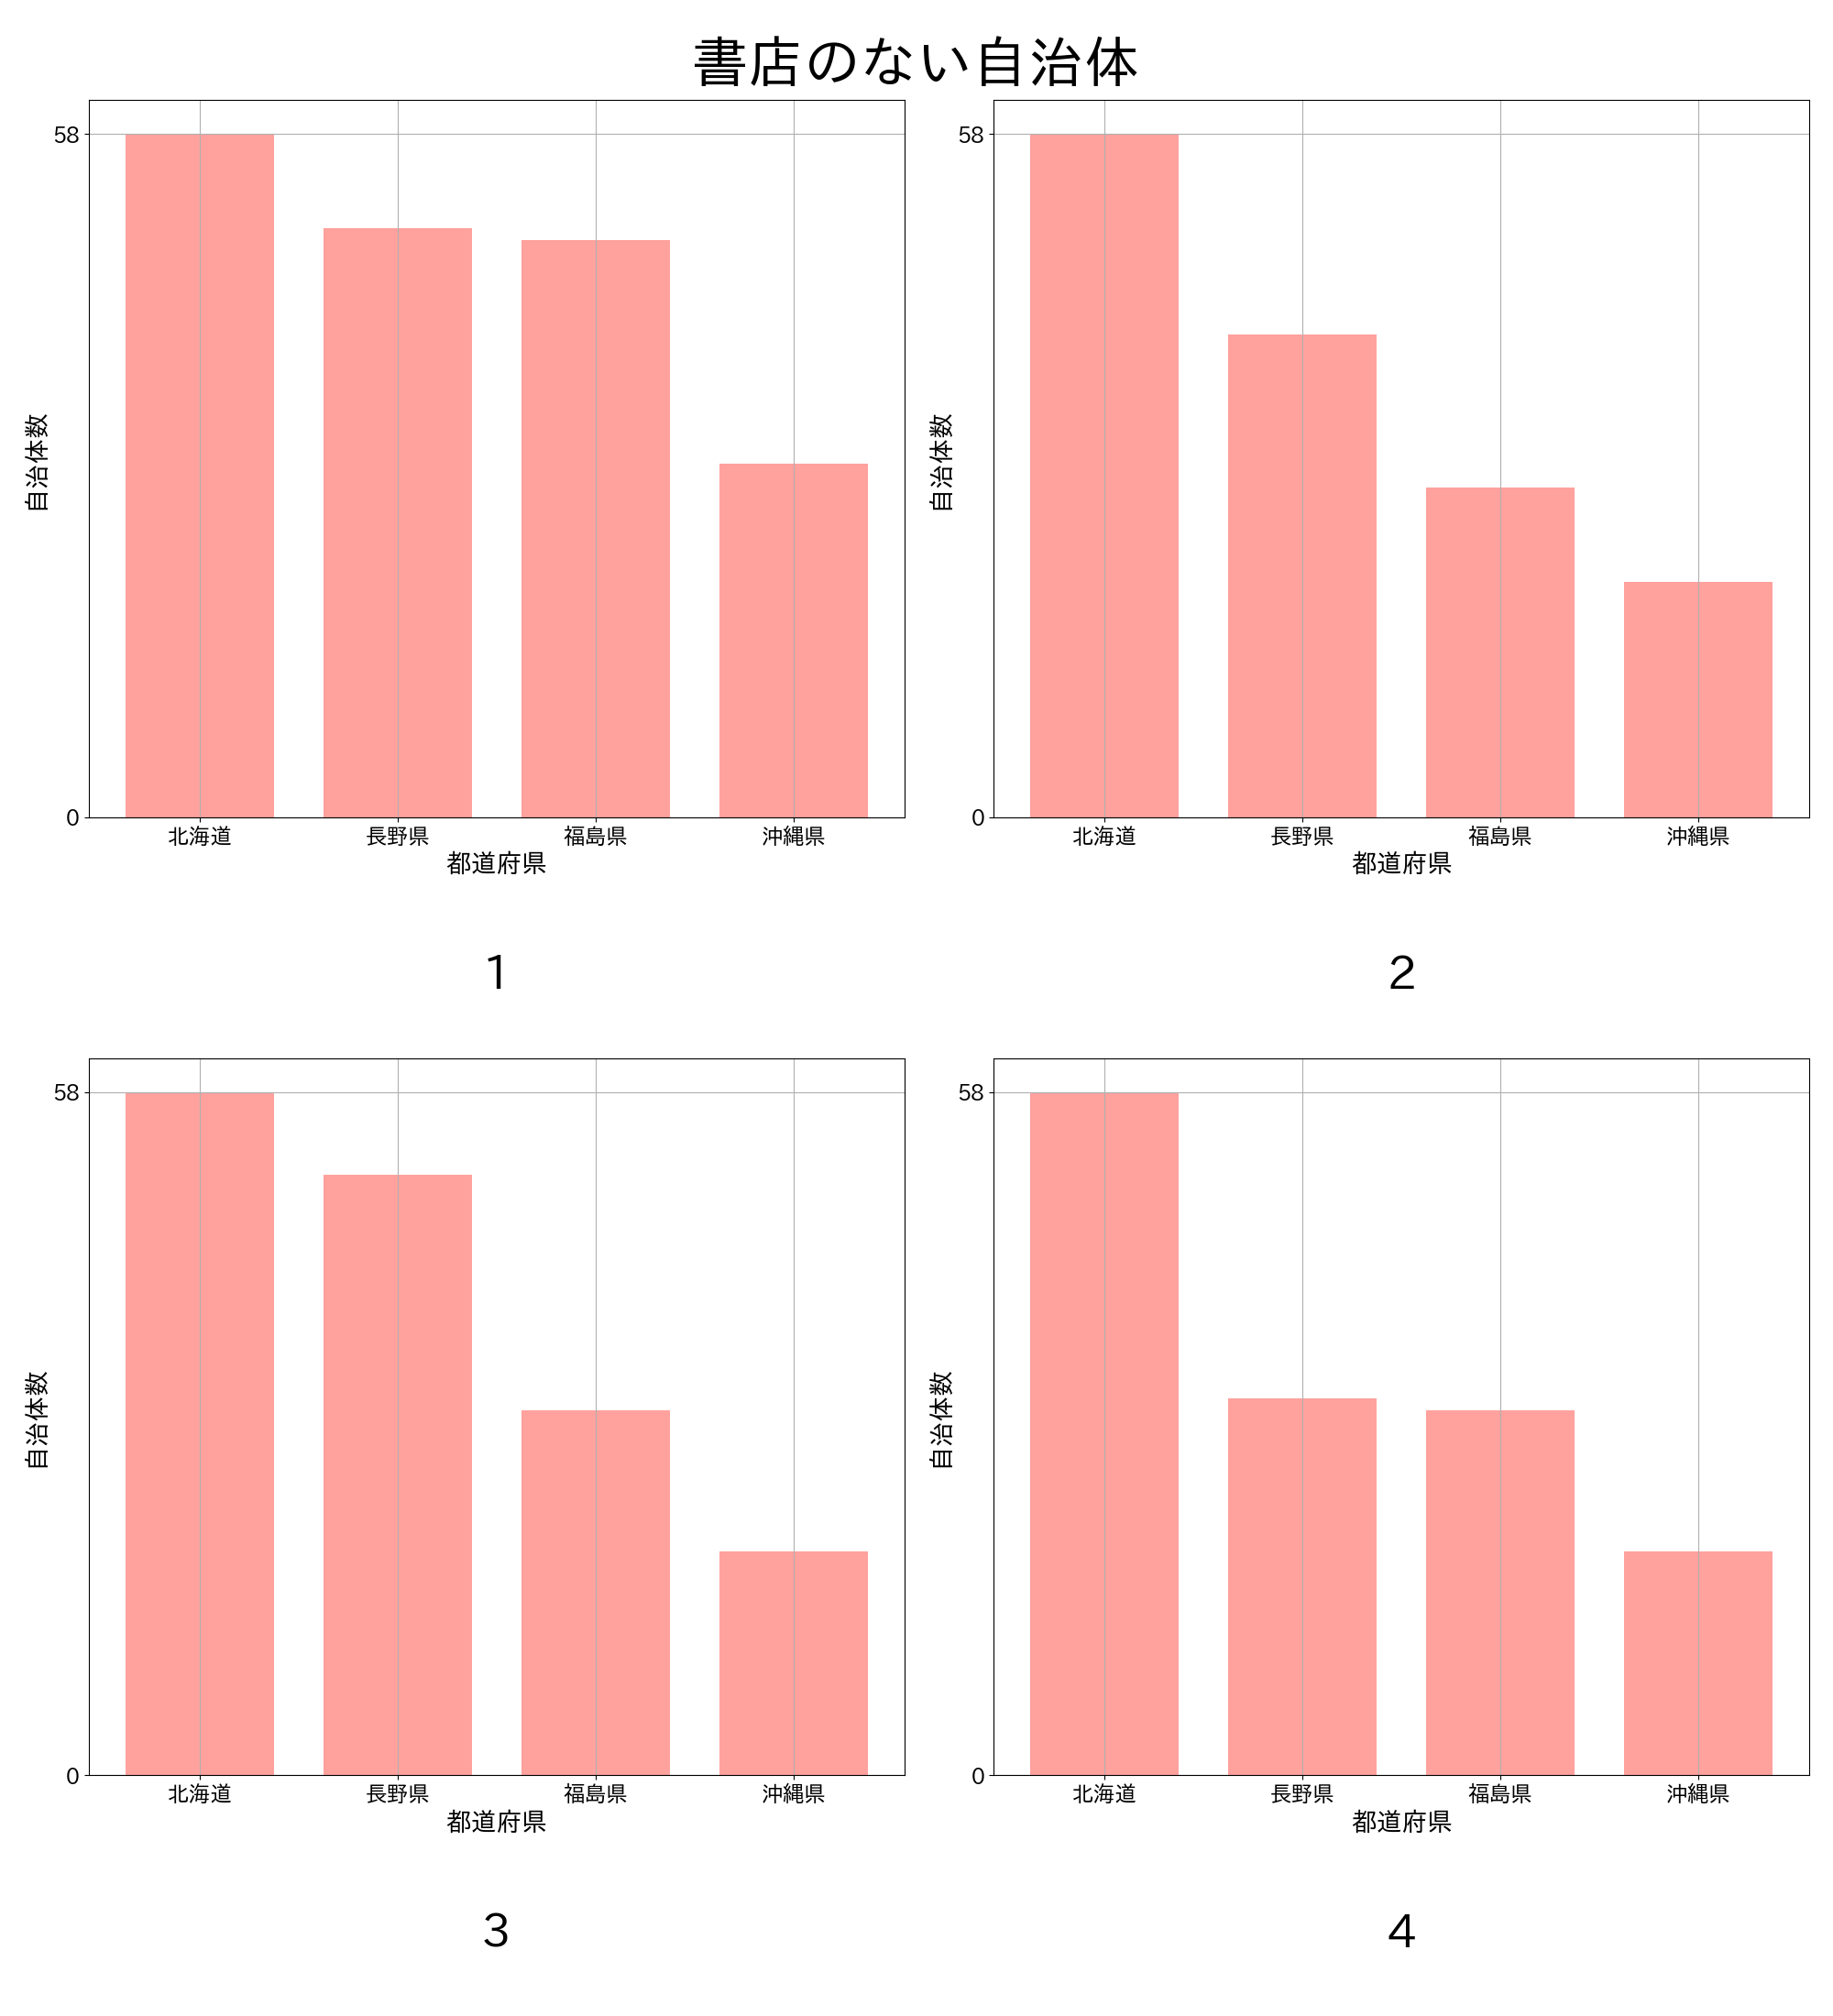 書店のない自治体
58
0
自治体数
北海道 長野県 福島県 沖縄県
都道府県
1
58
0
自治体数
北海道 長野県 福島県 沖縄県
都道府県
2
58
0
自治体数
北海道 長野県 福島県 沖縄県
都道府県
3
58
0
自治体数
北海道 長野県 福島県 沖縄県
都道府県
4